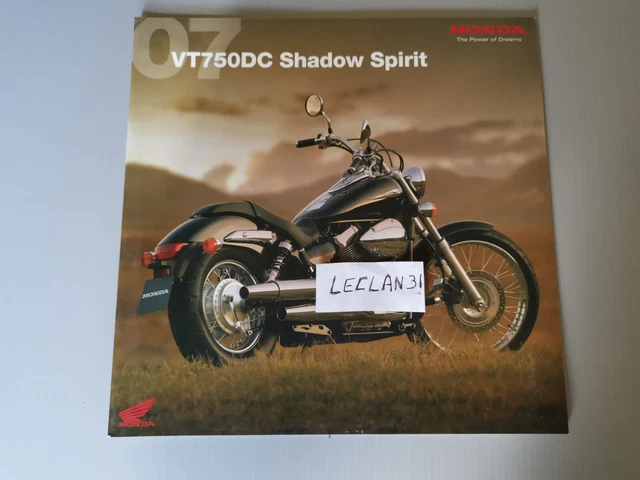 07
VT750DC Shadow Spirit
HONDA
The Power of Dreams
HONDA
LECLAN31
HONDA